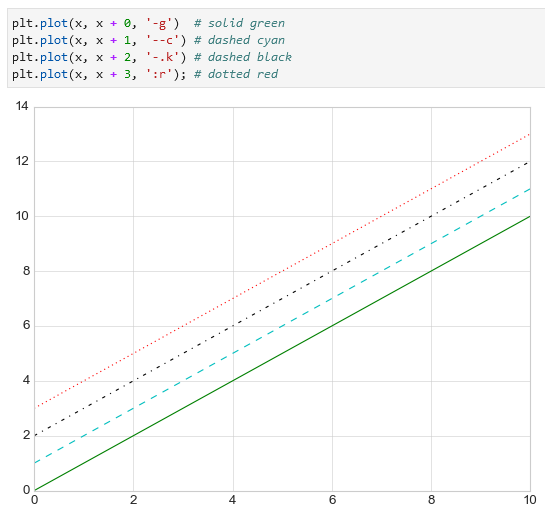 plt.plot(x, x + 0, '-g')  # solid green
plt.plot(x, x + 1, '--c') # dashed cyan
plt.plot(x, x + 2, '-.k') # dashed black
plt.plot(x, x + 3, ':r'); # dotted red
14
12
10
8
6
4
2
0
0 2 4 6 8 10